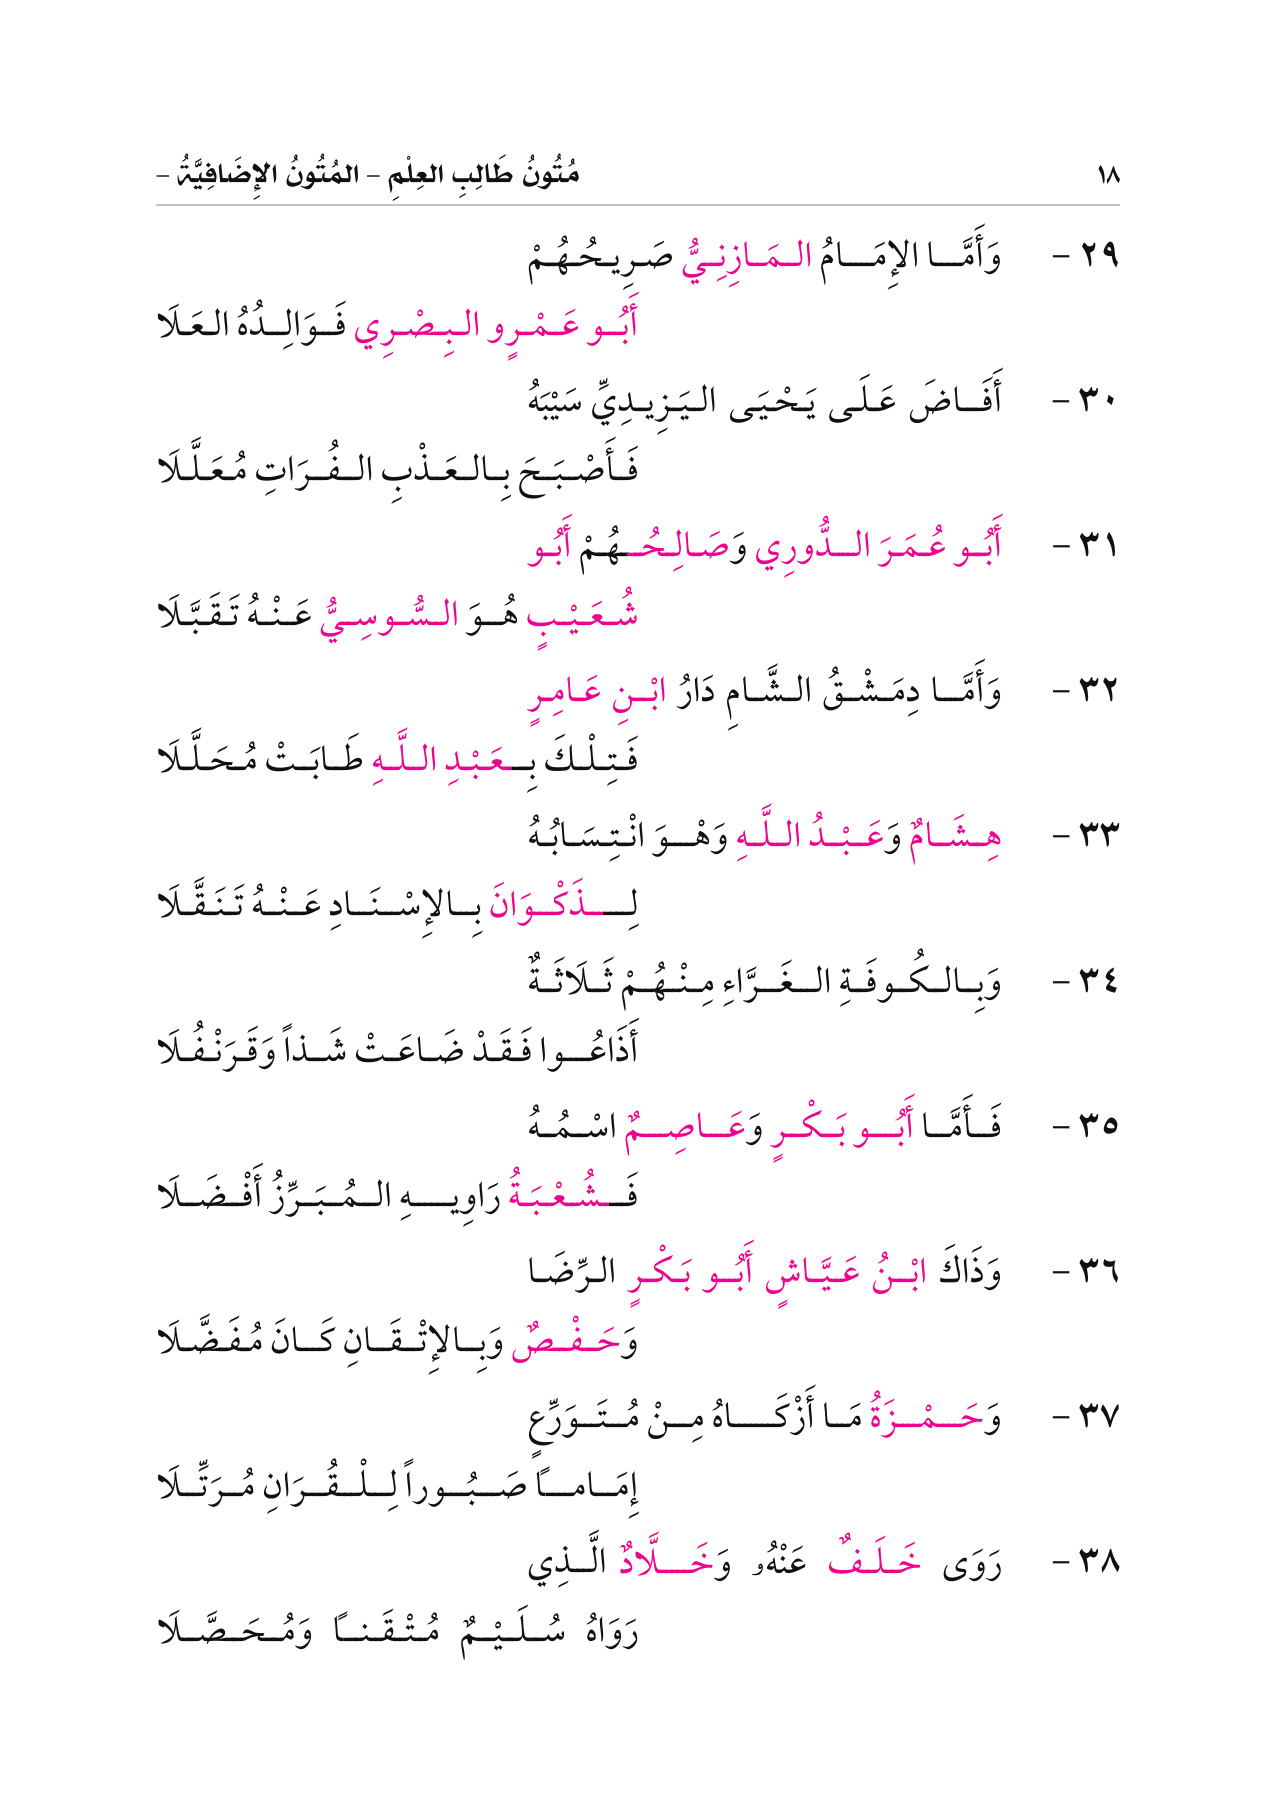 ١٨ مُتُونُ طَالِبِ العِلْمِ – المُتُونُ الإِضَافِيَّةُ –
٢٩ – وَأَمَّا الإِمَامُ المَازِنِيُّ صَرِيحُهُمْ
أَبُو عَمْرٍو البِصْرِي فَوَالِدُهُ العَلَا
٣٠ – أَفَاضَ عَلَى يَحْيَى اليَزِيدِيِّ سَيْبَهُ
فَأَصْبَحَ بِالعَذْبِ الفُرَاتِ مُعَلَّلَا
٣١ – أَبُو عُمَرَ الدُّورِي وَصَالِحُهُمْ أَبُو
شُعَيْبٍ هُوَ السُّوسِيُّ عَنْهُ تَقَبَّلَا
٣٢ – وَأَمَّا دِمَشْقُ الشَّامِ دَارُ ابْنِ عَامِرٍ
فَتِلْكَ بِعَبْدِ اللَّهِ طَابَتْ مُحَلَّلَا
٣٣ – هِشَامٌ وَعَبْدُ اللَّهِ وَهْوَ انْتِسَابُهُ
لِذَكْوَانَ بِالإِسْنَادِ عَنْهُ تَنَقَّلَا
٣٤ – وَبِالكُوفَةِ الغَرَّاءِ مِنْهُمْ ثَلَاثَةٌ
أَذَاعُوا فَقَدْ ضَاعَتْ شَذاً وَقَرَنْفُلَا
٣٥ – فَأَمَّا أَبُو بَكْرٍ وَعَاصِمٌ اسْمُهُ
فَشُعْبَةُ رَاوِيهِ المُبَرِّزُ أَفْضَلَا
٣٦ – وَذَاكَ ابْنُ عَيَّاشٍ أَبُو بَكْرٍ الرِّضَا
وَحَفْصٌ وَبِالإِتْقَانِ كَانَ مُفَضَّلَا
٣٧ – وَحَمْزَةُ مَا أَزْكَاهُ مِنْ مُتَوَرِّعٍ
إِمَاماً صَبُوراً لِلْقُرَانِ مُرَتِّلَا
٣٨ – رَوَى خَلَفٌ عَنْهُۥ وَخَلَّادٌ الَّذِي
رَوَاهُ سُلَيْمٌ مُتْقَناً وَمُحَصَّلَا